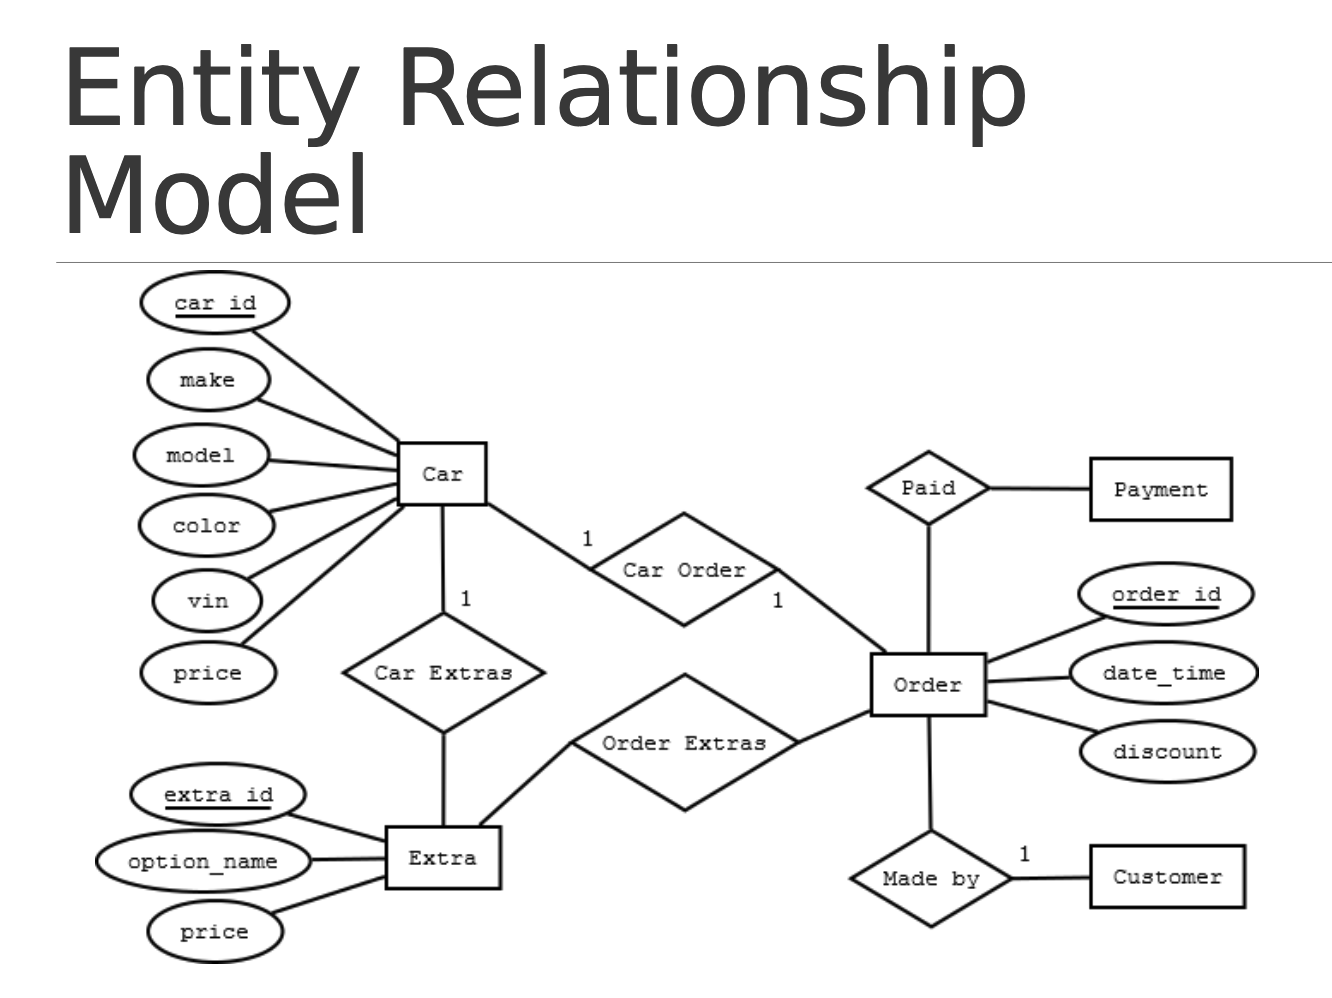 Entity Relationship
Model
car id
make
model
color
vin
price
Car
1
Car Order
1
1
Car Extras
Order Extras
extra id
option_name
price
Extra
Paid
Payment
order id
date_time
discount
Order
Made by
1
Customer